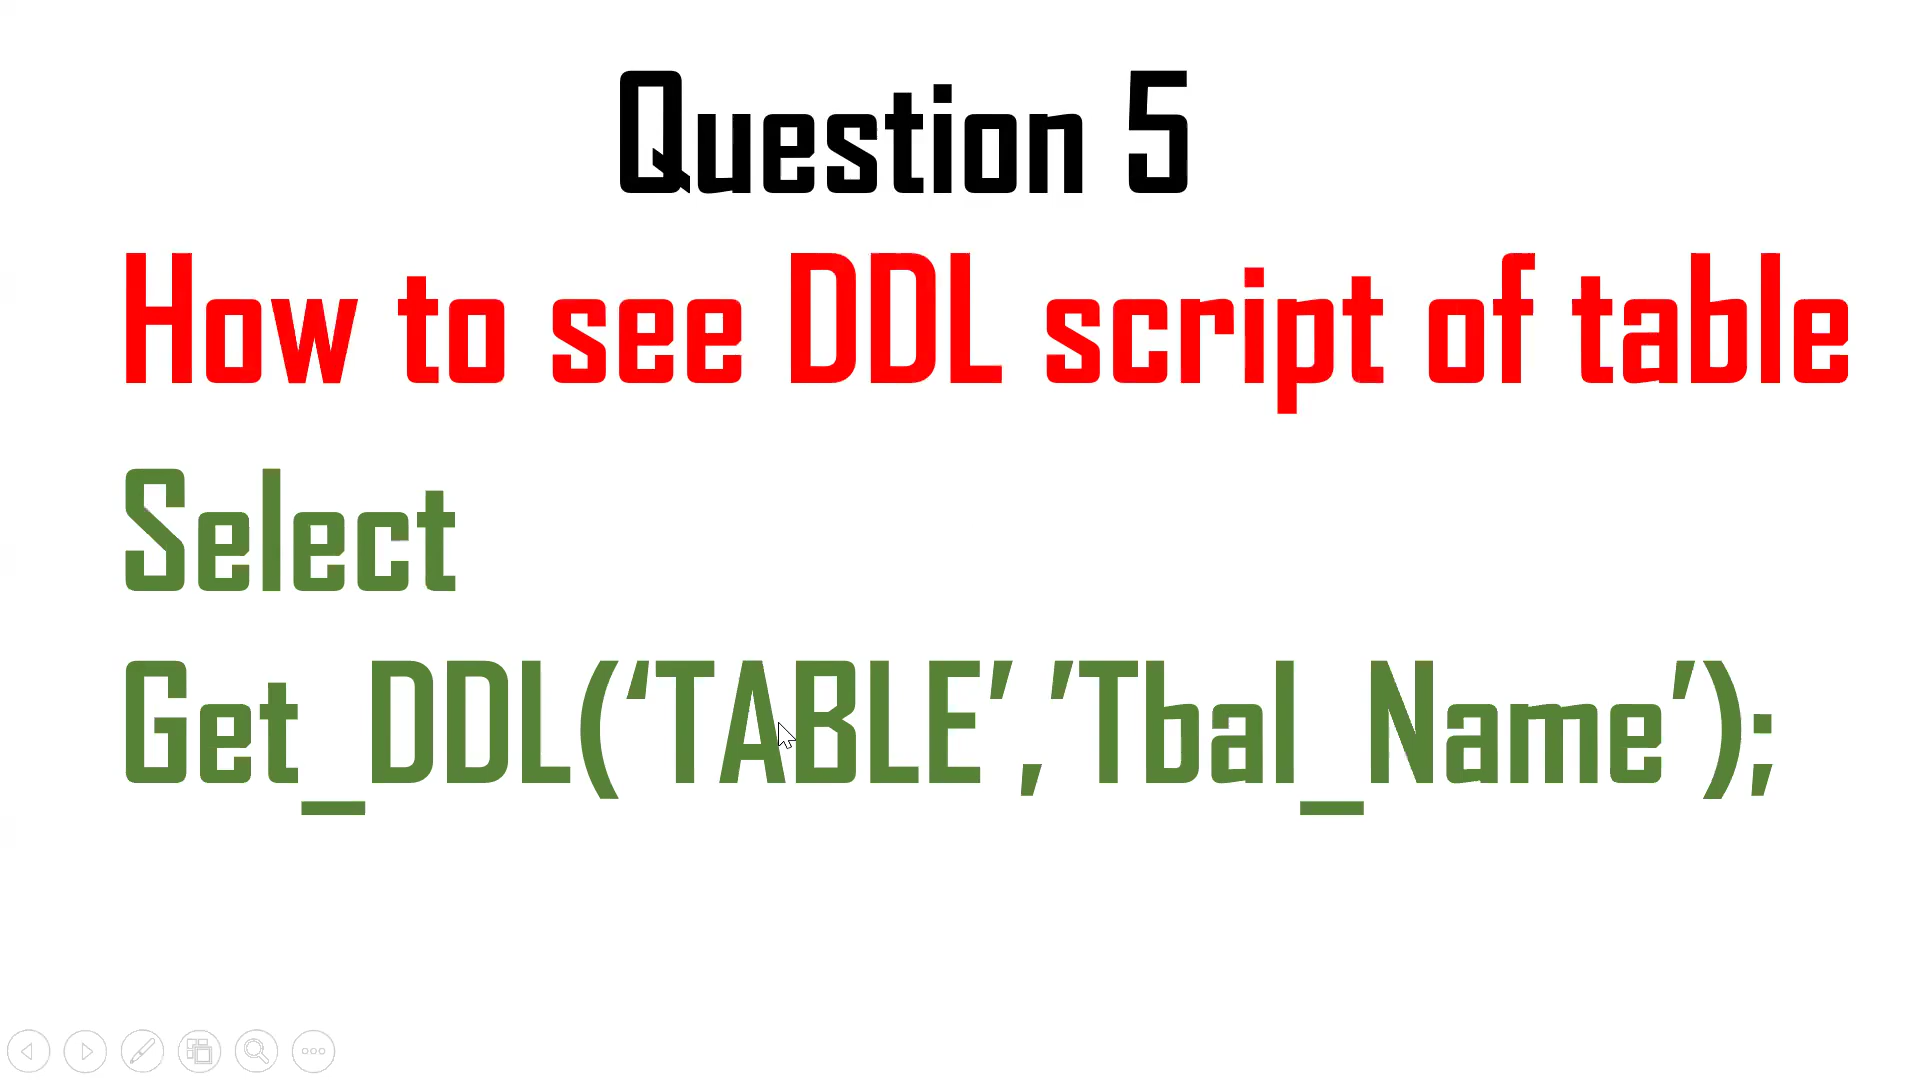 Question 5
How to see DDL script of table
Select
Get_DDL(‘TABLE’,’Tbal_Name’);